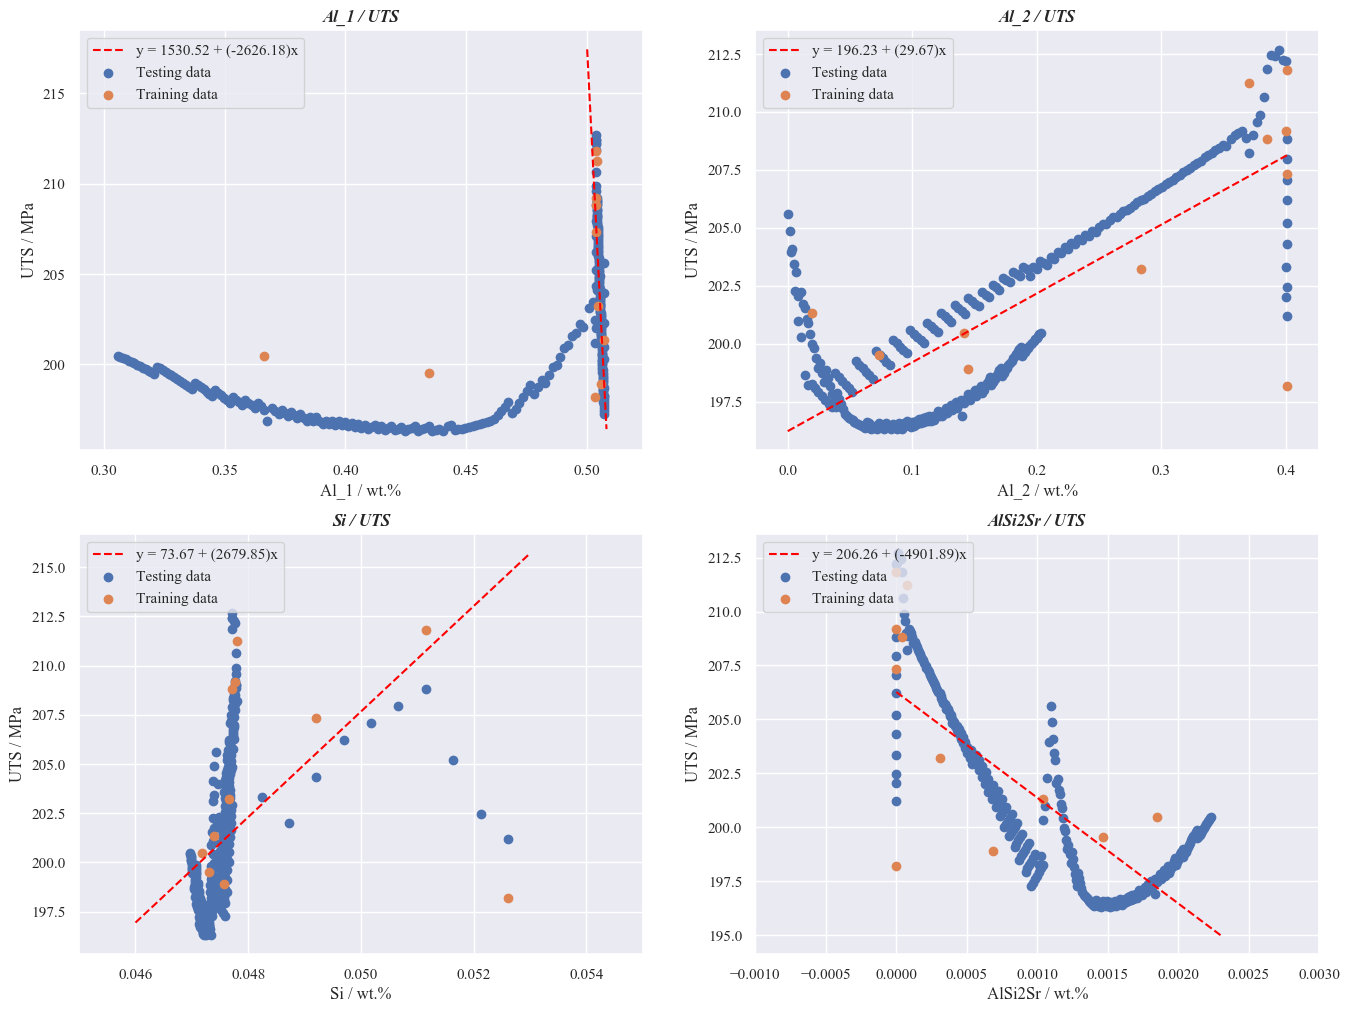 Al_1 / UTS
y = 1530.52 + (-2626.18)x
Testing data
Training data
UTS / MPa
215
210
205
200
0.30 0.35 0.40 0.45 0.50
Al_1 / wt.%
Al_2 / UTS
y = 196.23 + (29.67)x
Testing data
Training data
UTS / MPa
212.5
210.0
207.5
205.0
202.5
200.0
197.5
0.0 0.1 0.2 0.3 0.4
Al_2 / wt.%
Si / UTS
y = 73.67 + (2679.85)x
Testing data
Training data
UTS / MPa
215.0
212.5
210.0
207.5
205.0
202.5
200.0
197.5
0.046 0.048 0.050 0.052 0.054
Si / wt.%
AlSi2Sr / UTS
y = 206.26 + (-4901.89)x
Testing data
Training data
UTS / MPa
212.5
210.0
207.5
205.0
202.5
200.0
197.5
195.0
−0.0010 −0.0005 0.0000 0.0005 0.0010 0.0015 0.0020 0.0025 0.0030
AlSi2Sr / wt.%